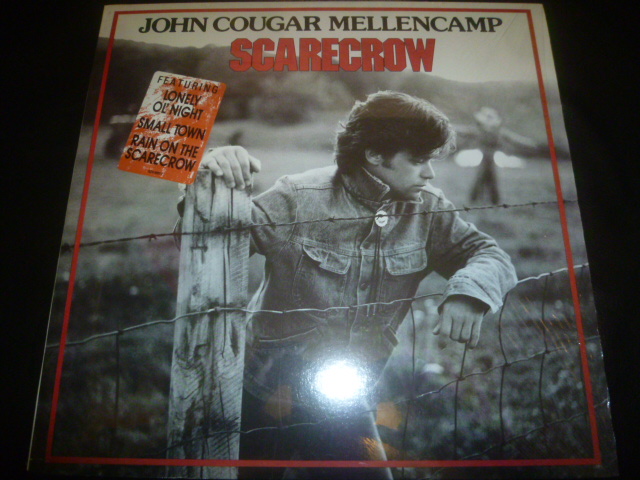 JOHN COUGAR MELLENCAMP
SCARECROW
FEATURING
LONELY
OL' NIGHT
SMALL TOWN
RAIN ON THE
SCARECROW